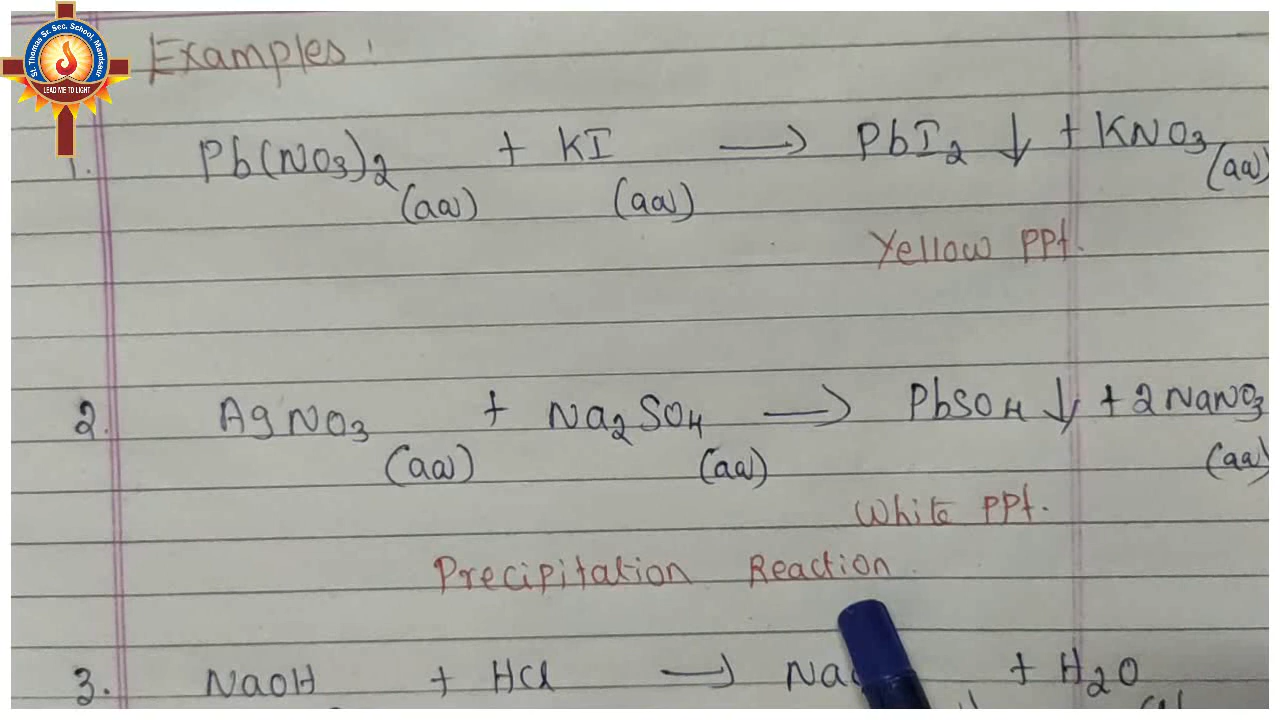 St. Thomas Sr. Sec. School, Mandsaur
LEAD ME TO LIGHT
Examples:
1. Pb(NO3)2 (aq) + KI (aq) → PbI2 ↓ + KNO3 (aq)
Yellow PPt.
2. AgNO3 (aq) + Na2SO4 (aq) → PbSO4 ↓ + 2NaNO3 (aq)
White PPt.
Precipitation Reaction.
3. NaOH + HCl → Na + H2O